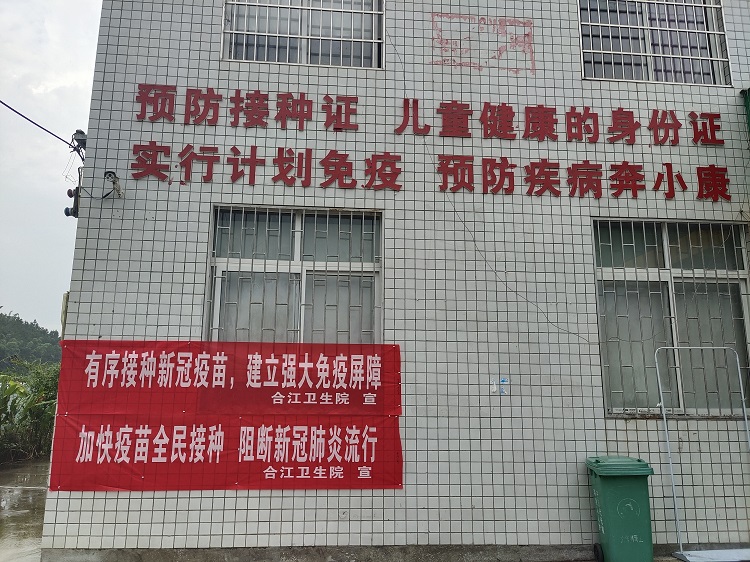 预防接种证 儿童健康的身份证
实行计划免疫 预防疾病奔小康
有序接种新冠疫苗，建立强大免疫屏障
合江卫生院 宣
加快疫苗全民接种 阻断新冠肺炎流行
合江卫生院 宣